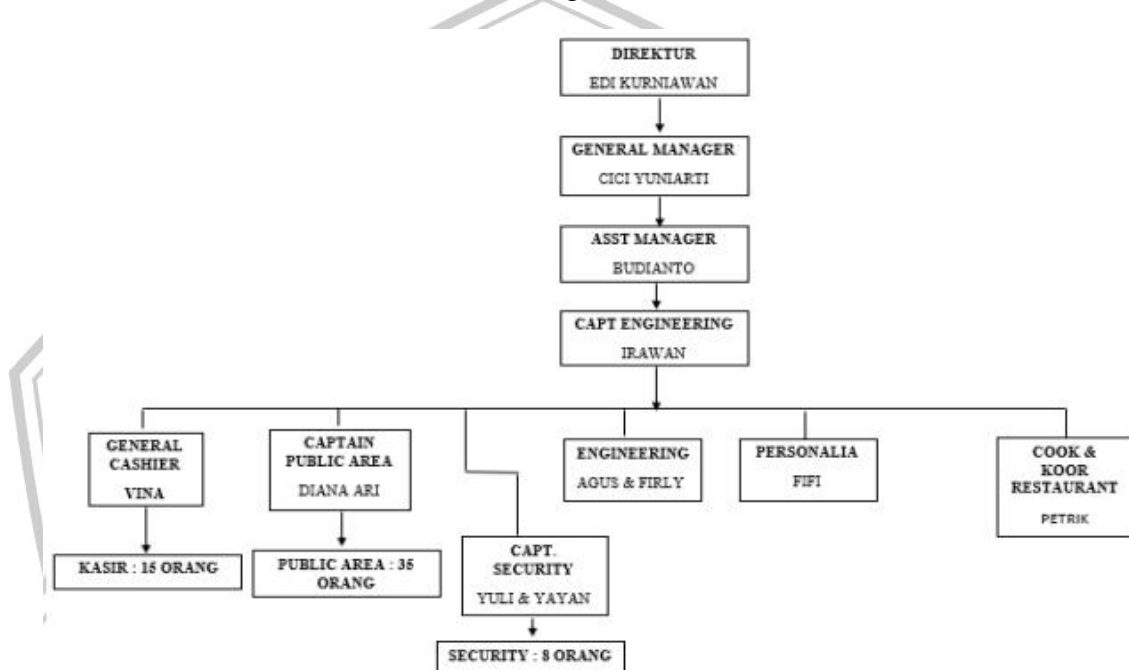 DIREKTUR
EDI KURNIAWAN
GENERAL MANAGER
CICI YUNIARTI
ASST MANAGER
BUDIANTO
CAPT ENGINEERING
IRAWAN
GENERAL
CASHIER
VINA
KASIR : 15 ORANG
CAPTAIN
PUBLIC AREA
DIANA ARI
PUBLIC AREA : 35
ORANG
CAPT.
SECURITY
YULI & YAYAN
SECURITY : 8 ORANG
ENGINEERING
AGUS & FIRLY
PERSONALIA
FIFI
COOK &
KOOR
RESTAURANT
PETRIK